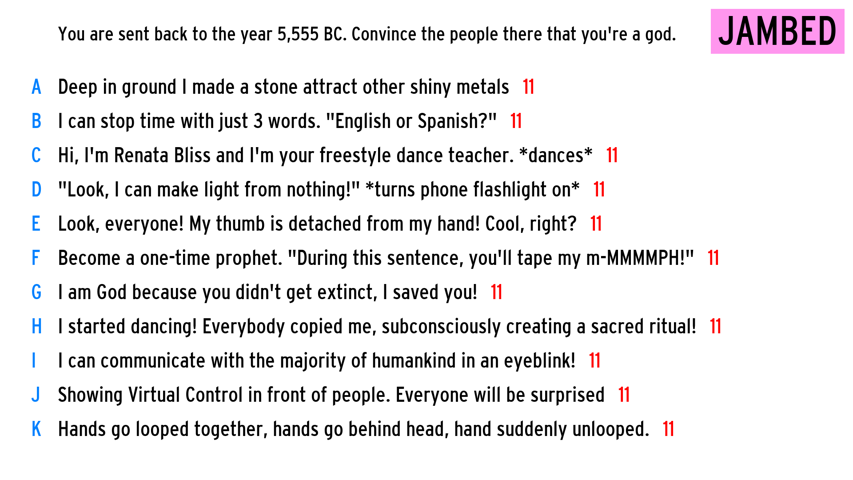 You are sent back to the year 5,555 BC. Convince the people there that you're a god.
JAMBED
A Deep in ground I made a stone attract other shiny metals 11
B I can stop time with just 3 words. "English or Spanish?" 11
C Hi, I'm Renata Bliss and I'm your freestyle dance teacher. *dances* 11
D "Look, I can make light from nothing!" *turns phone flashlight on* 11
E Look, everyone! My thumb is detached from my hand! Cool, right? 11
F Become a one-time prophet. "During this sentence, you'll tape my m-MMMMPH!" 11
G I am God because you didn't get extinct, I saved you! 11
H I started dancing! Everybody copied me, subconsciously creating a sacred ritual! 11
I I can communicate with the majority of humankind in an eyeblink! 11
J Showing Virtual Control in front of people. Everyone will be surprised 11
K Hands go looped together, hands go behind head, hand suddenly unlooped. 11